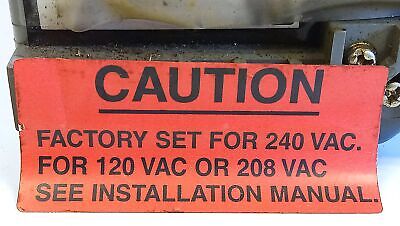 CAUTION
FACTORY SET FOR 240 VAC.
FOR 120 VAC OR 208 VAC
SEE INSTALLATION MANUAL.